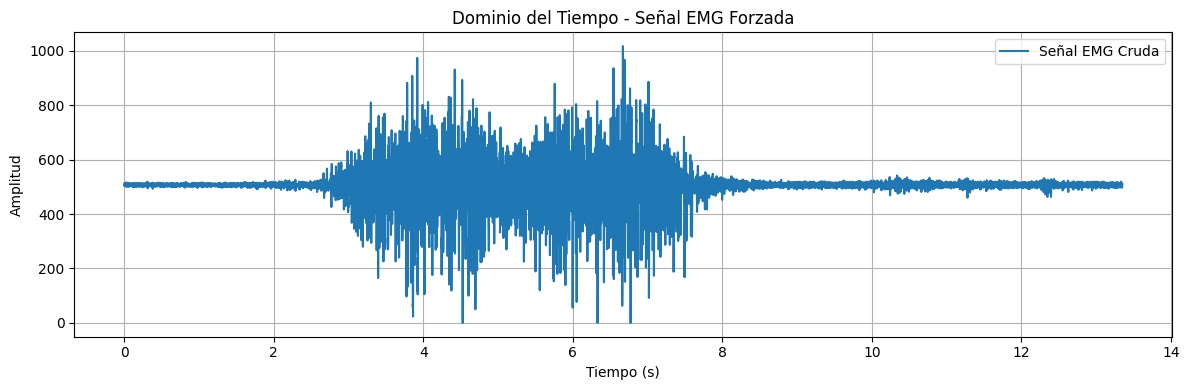 Dominio del Tiempo - Señal EMG Forzada
Señal EMG Cruda
Amplitud
1000
800
600
400
200
0
0 2 4 6 8 10 12 14
Tiempo (s)